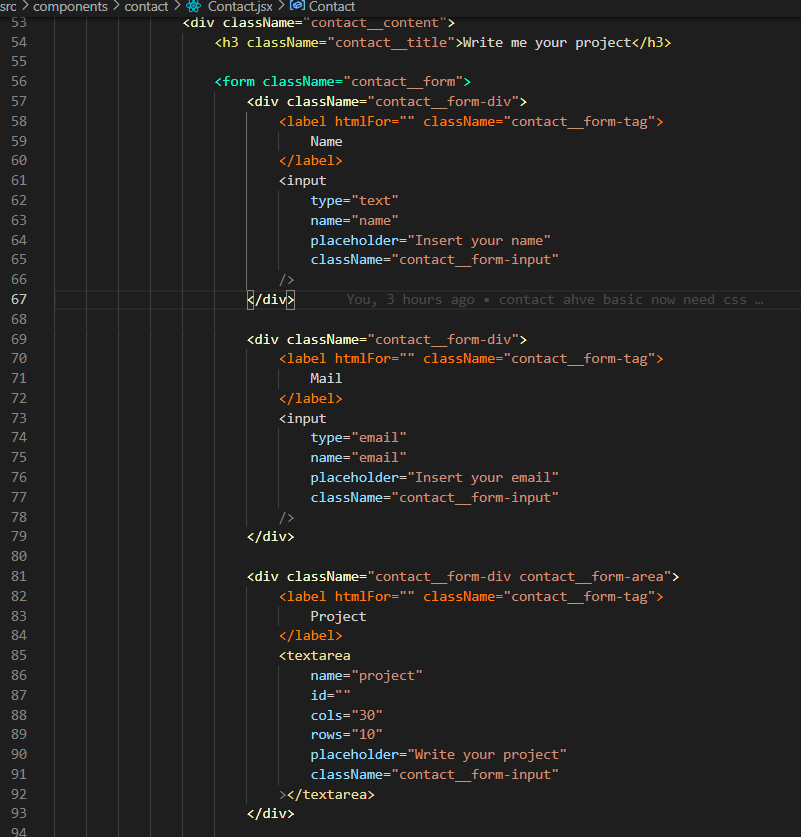 src > components > contact > Contact.jsx > Contact
53 <div className="contact__content">
54 <h3 className="contact__title">Write me your project</h3>
55
56 <form className="contact__form">
57 <div className="contact__form-div">
58 <label htmlFor="" className="contact__form-tag">
59 Name
60 </label>
61 <input
62 type="text"
63 name="name"
64 placeholder="Insert your name"
65 className="contact__form-input"
66 />
67 </div> You, 3 hours ago • contact ahve basic now need css …
68
69 <div className="contact__form-div">
70 <label htmlFor="" className="contact__form-tag">
71 Mail
72 </label>
73 <input
74 type="email"
75 name="email"
76 placeholder="Insert your email"
77 className="contact__form-input"
78 />
79 </div>
80
81 <div className="contact__form-div contact__form-area">
82 <label htmlFor="" className="contact__form-tag">
83 Project
84 </label>
85 <textarea
86 name="project"
87 id=""
88 cols="30"
89 rows="10"
90 placeholder="Write your project"
91 className="contact__form-input"
92 ></textarea>
93 </div>
94